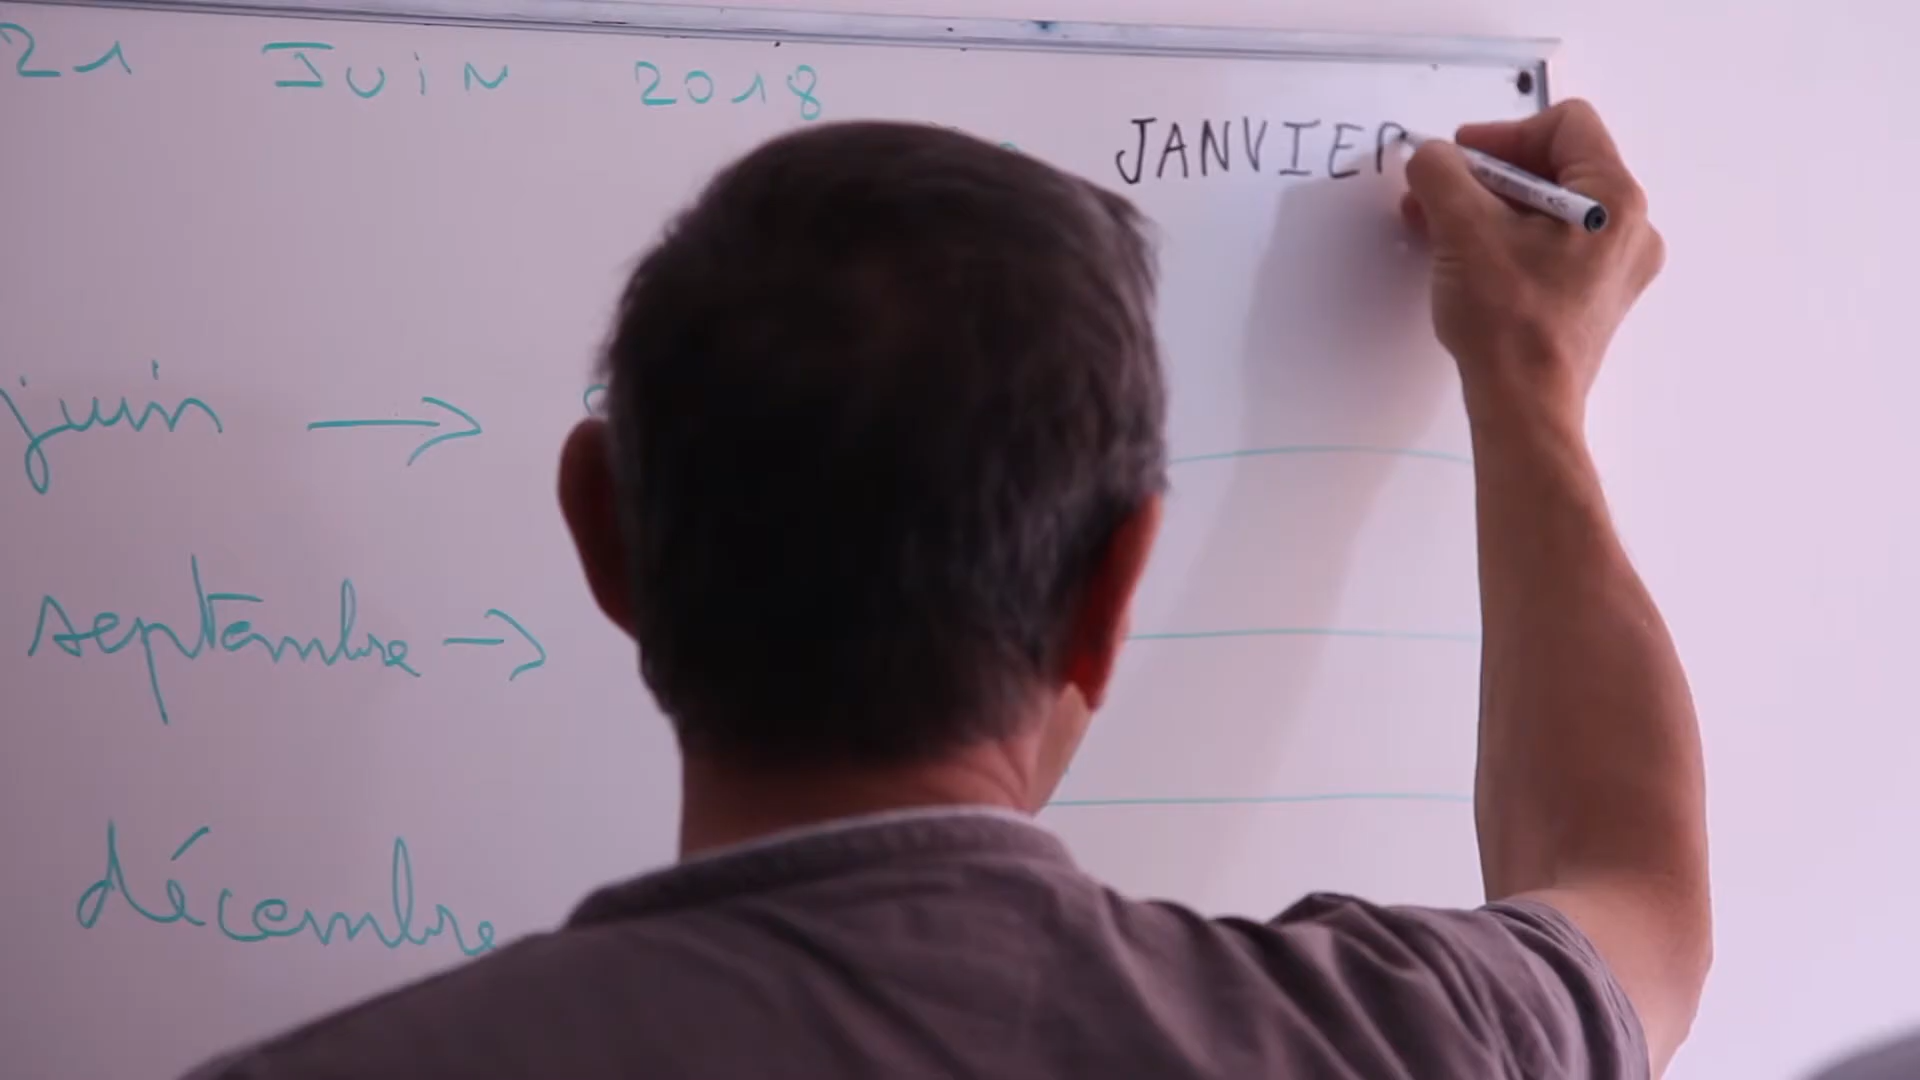 21 JUiN 2018
JANVIER
juin →
septembre →
décembre